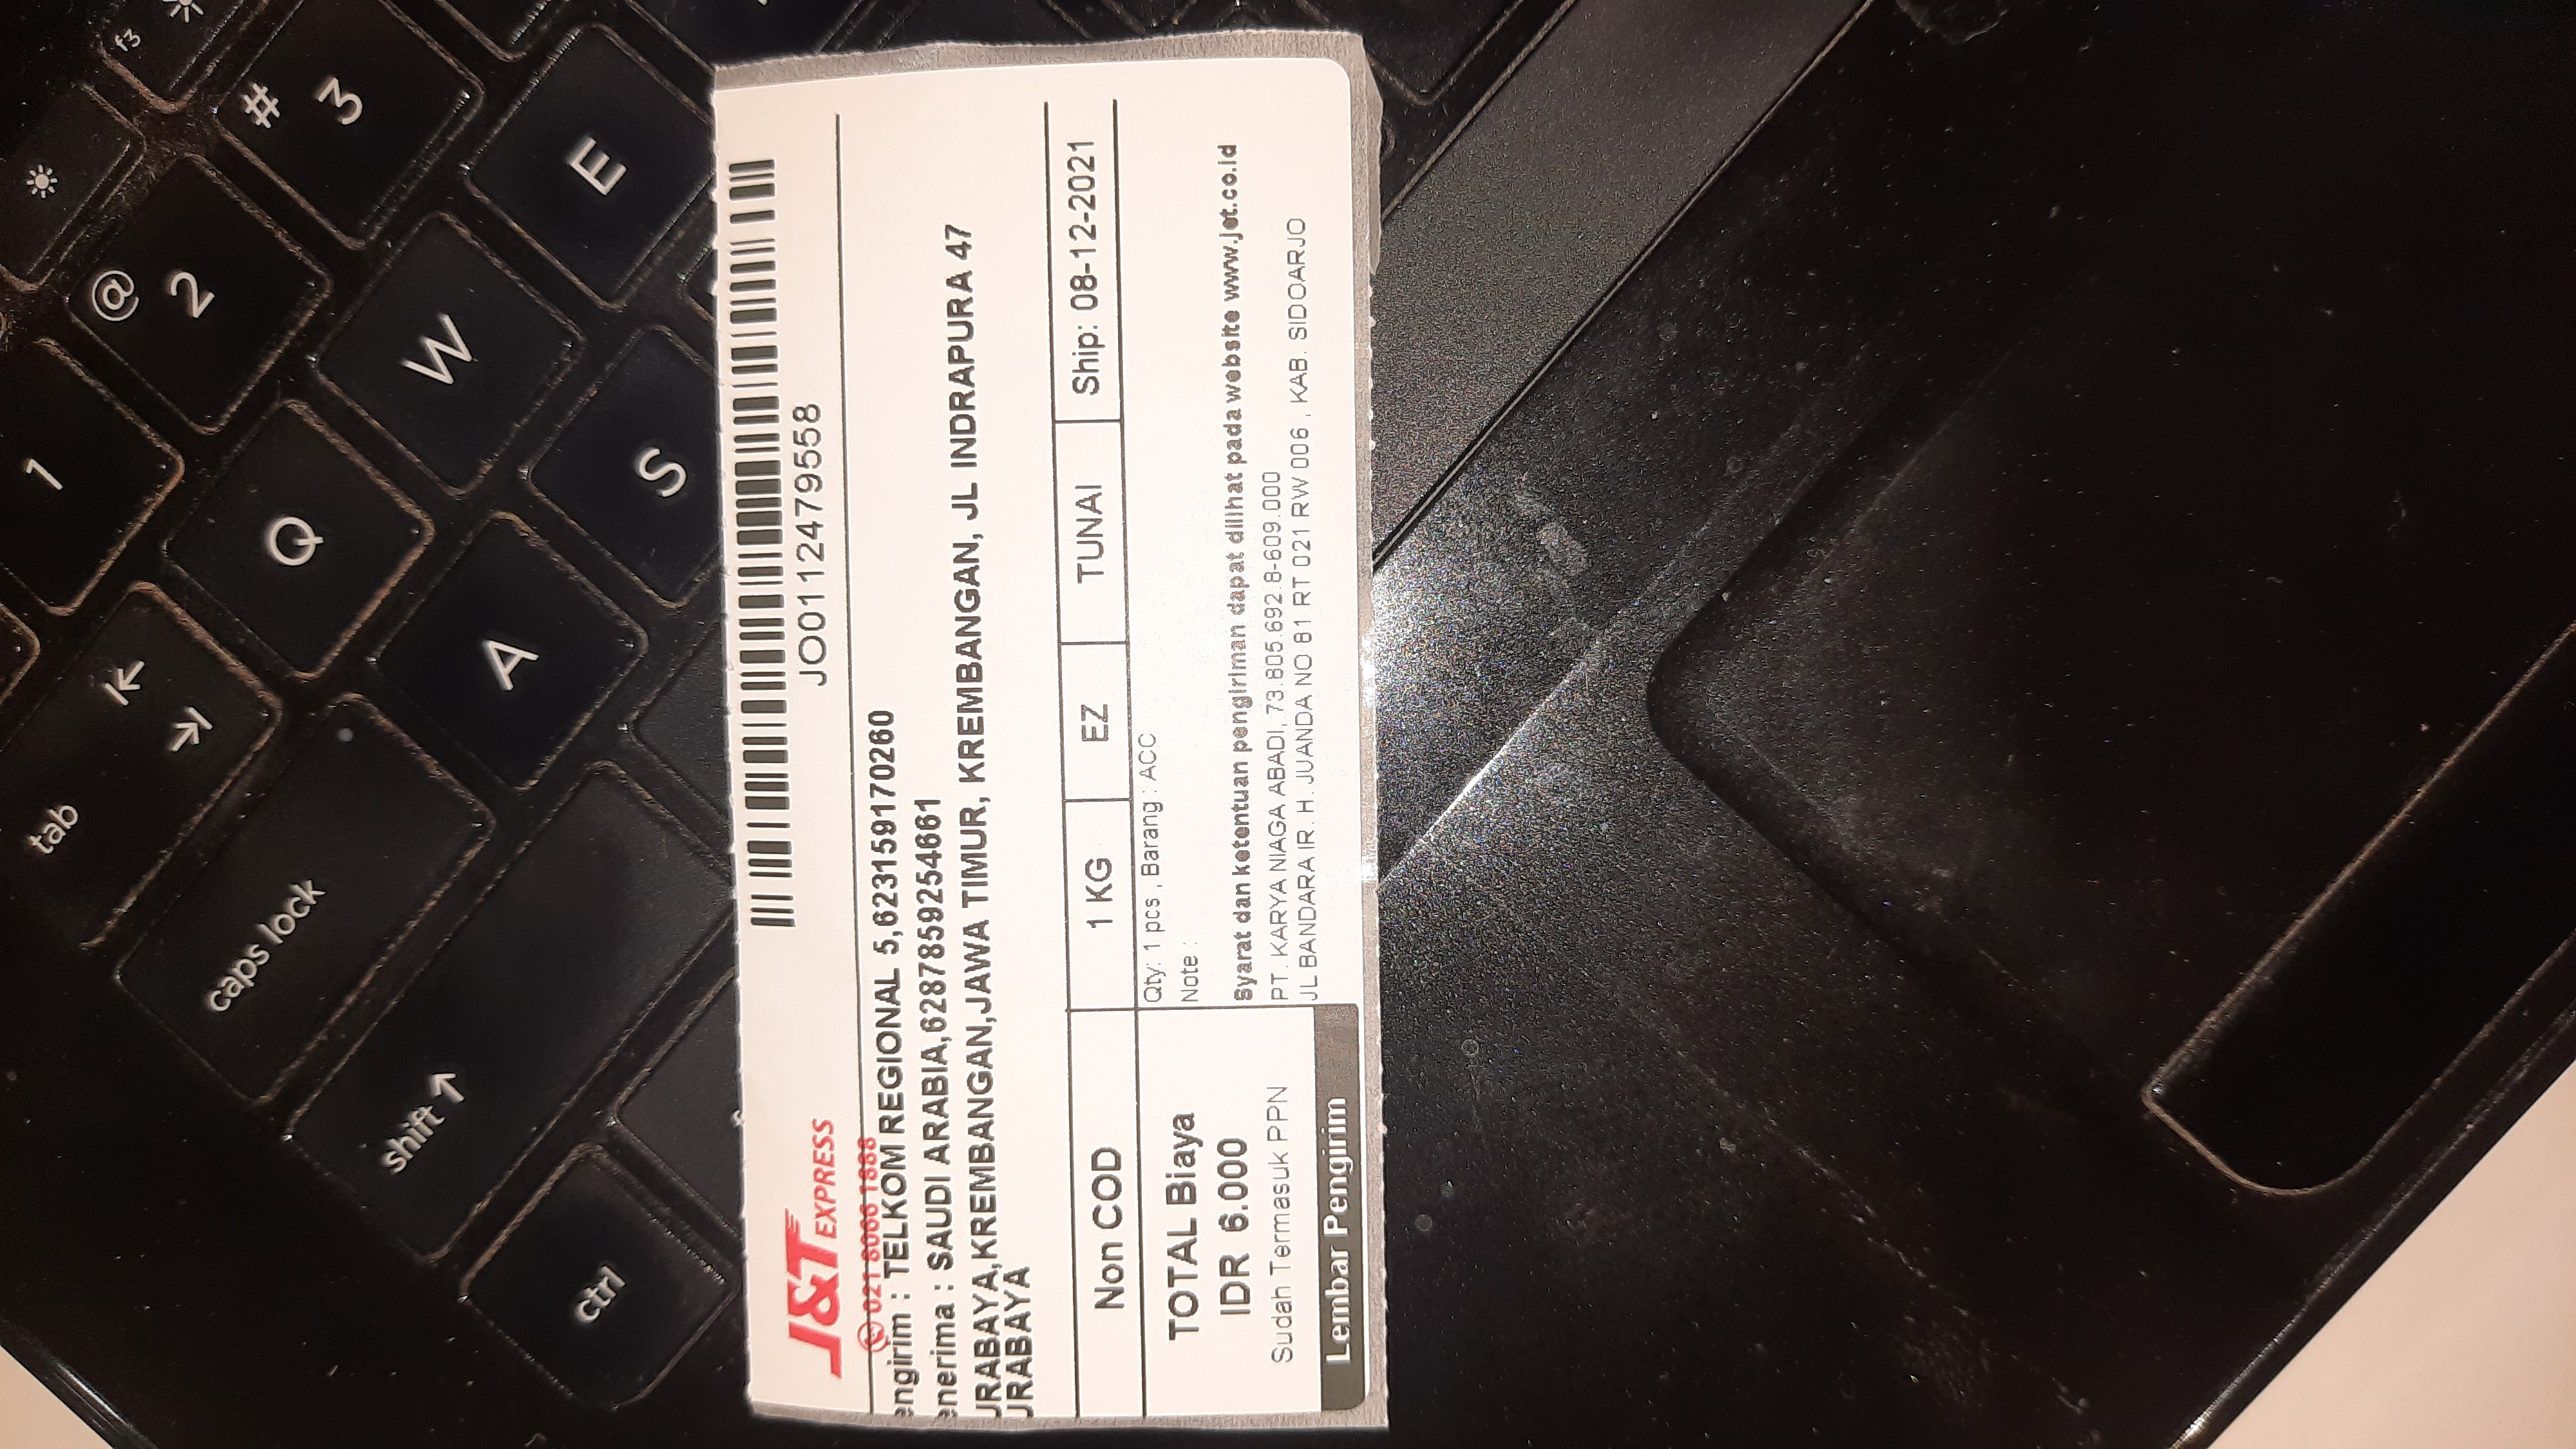 tab
1
@
2
f3
caps lock
Q
#
3
shift
W
A
E
ctrl
S
J&T EXPRESS
JO0112479558
021 8066 1888
engirim : TELKOM REGIONAL 5,623159170260
enerima : SAUDI ARABIA,6287859254661
URABAYA,KREMBANGAN,JAWA TIMUR, KREMBANGAN, JL INDRAPURA 47
URABAYA
Non COD
1 KG
EZ
TUNAI
Ship: 08-12-2021
TOTAL Biaya
IDR 6.000
Sudah Termasuk PPN
Lembar Pengirim
Qty: 1 pcs , Barang : ACC
Note :
Syarat dan ketentuan pengiriman dapat dilihat pada website www.jet.co.id
PT. KARYA NIAGA ABADI, 73.805.692.8-609.000
JL BANDARA IR. H. JUANDA NO 81 RT 021 RW 006 , KAB. SIDOARJO